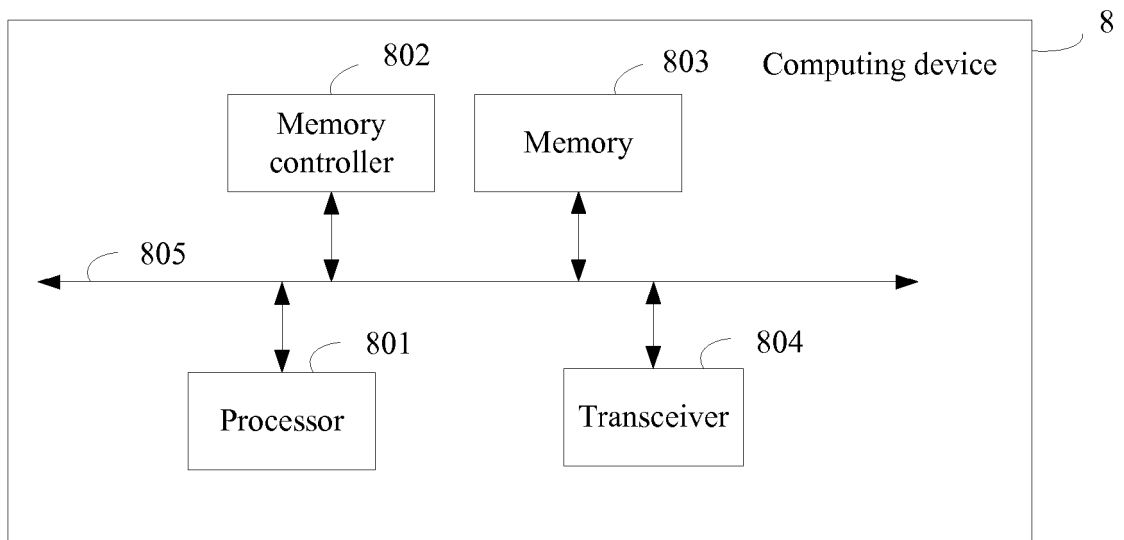 8
Computing device
802
803
Memory
controller
Memory
805
801
804
Processor
Transceiver